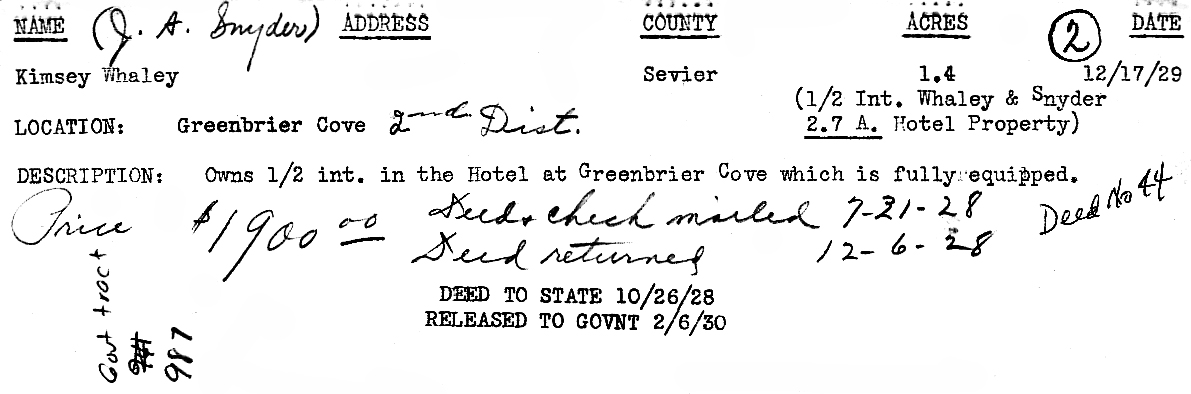 NAME (J. A. Snyder) ADDRESS COUNTY ACRES (2) DATE
Kimsey Whaley Sevier 1.4 12/17/29
(1/2 Int. Whaley & Snyder
LOCATION: Greenbrier Cove 2nd Dist. 2.7 A. Hotel Property)
DESCRIPTION: Owns 1/2 int. in the Hotel at Greenbrier Cove which is fully equipped.
Price $1900.00 Deed & check mailed 7-21-28 Deed No 44
Deed returned 12-6-28
DEED TO STATE 10/26/28
RELEASED TO GOVNT 2/6/30
Govt tract
987